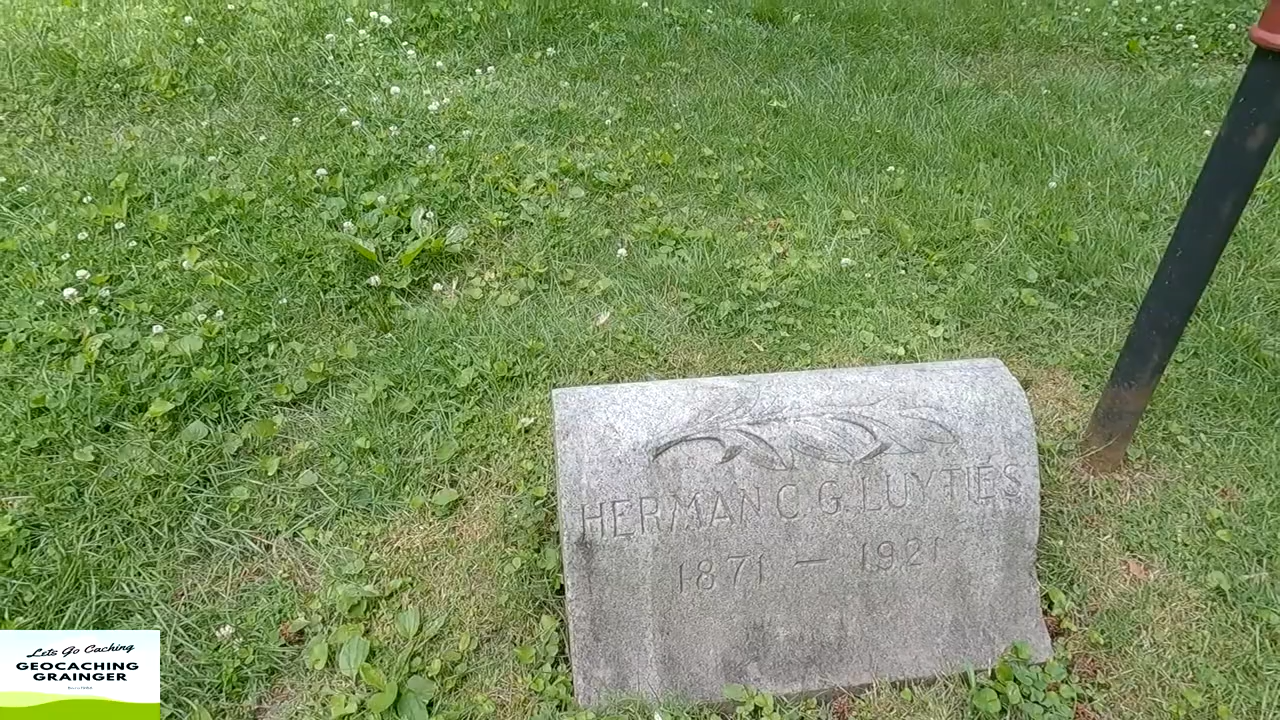 HERMAN C. G. LUYTIES
1871 — 1921
Lets Go Caching
GEOCACHING
GRAINGER